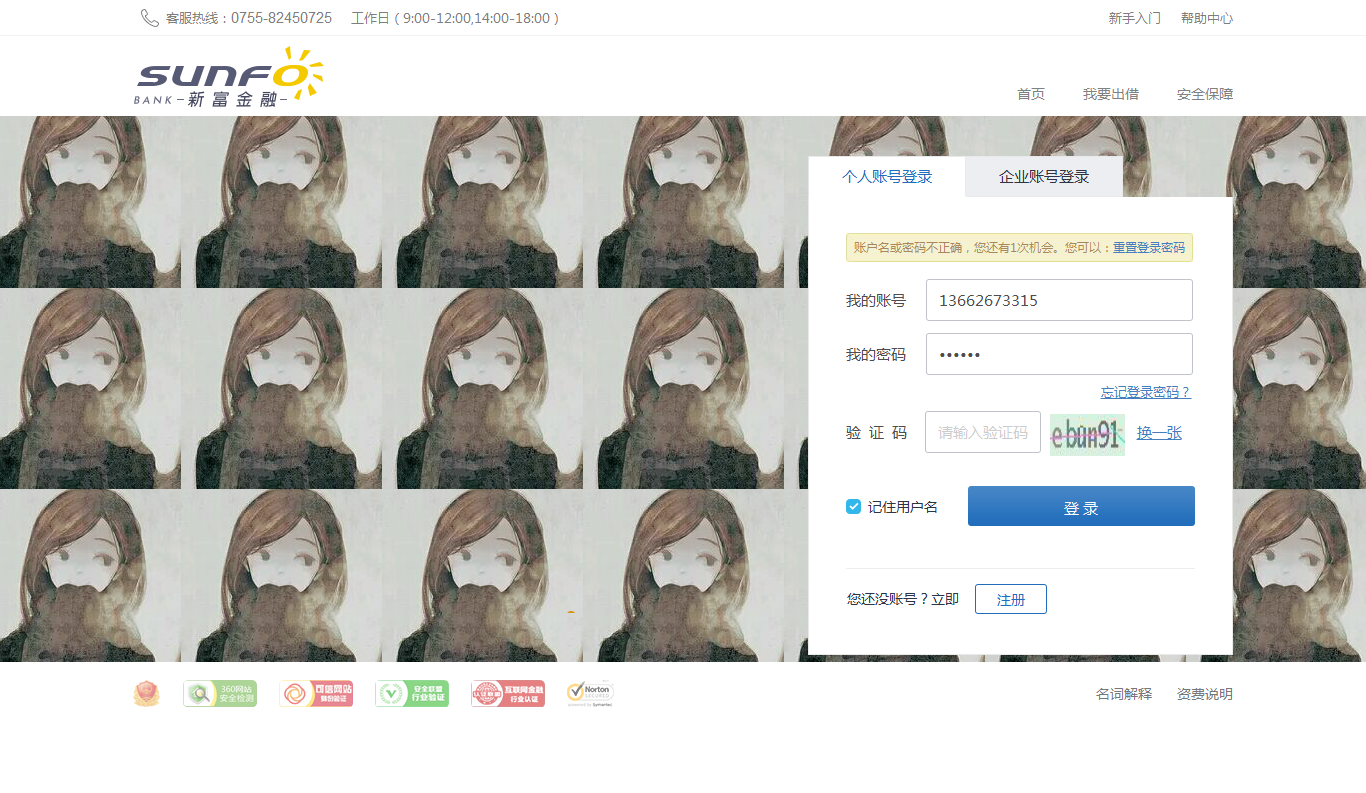 客服热线：0755-82450725 工作日（9:00-12:00,14:00-18:00） 新手入门 帮助中心
SUNFO
BANK 新富金融
首页 我要出借 安全保障
个人账号登录 企业账号登录
账户名或密码不正确，您还有1次机会。您可以：重置登录密码
我的账号 13662673315
我的密码 ••••••
忘记登录密码？
验 证 码 请输入验证码 ebun91 换一张
记住用户名 登 录
您还没账号？立即 注册
360网站 安全检测
可信网站 身份验证
安全联盟 行业验证
互联网金融 行业认证
Norton SECURED powered by Symantec
名词解释 资费说明